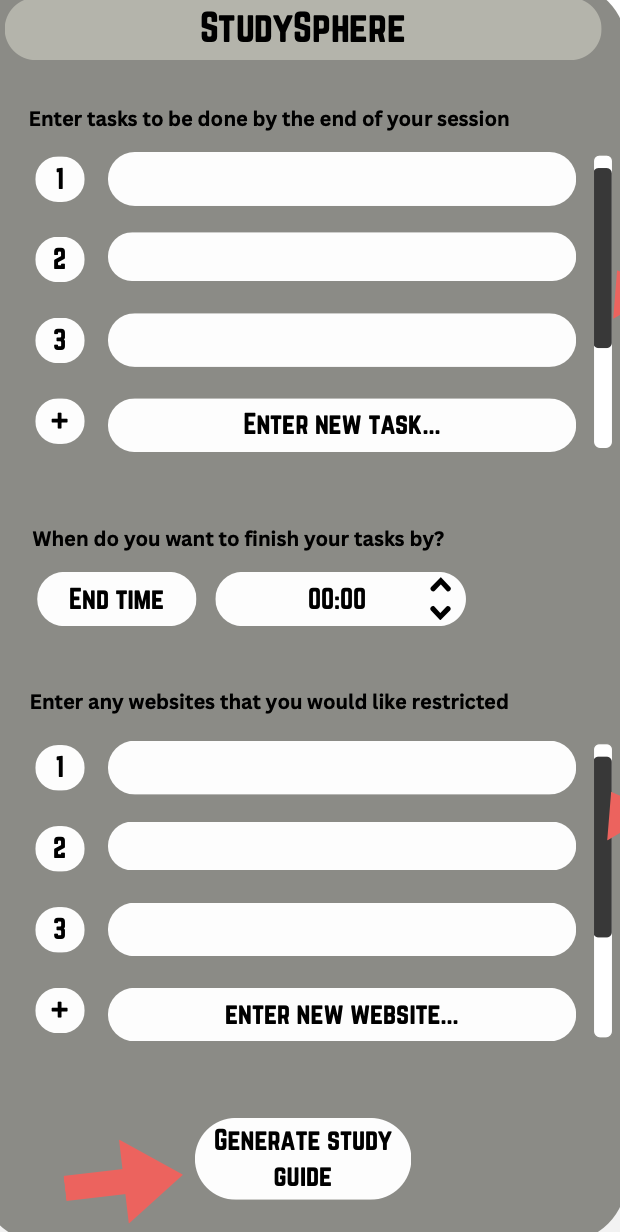 StudySphere
Enter tasks to be done by the end of your session
1
2
3
+ Enter new task...
When do you want to finish your tasks by?
End time 00:00
Enter any websites that you would like restricted
1
2
3
+ enter new website...
Generate study
guide